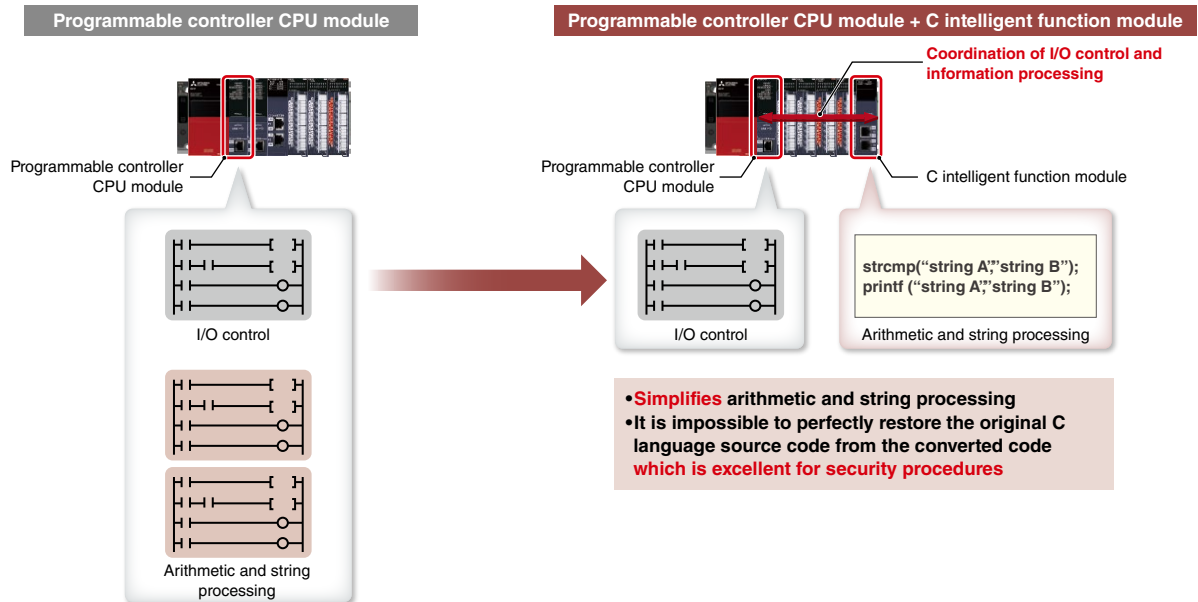 Programmable controller CPU module
Programmable controller
CPU module
I/O control
Arithmetic and string
processing
Programmable controller CPU module + C intelligent function module
Coordination of I/O control and
information processing
Programmable controller
CPU module
C intelligent function module
I/O control
strcmp(“string A”,”string B”);
printf (“string A”,”string B”);
Arithmetic and string processing
•Simplifies arithmetic and string processing
•It is impossible to perfectly restore the original C
language source code from the converted code
which is excellent for security procedures